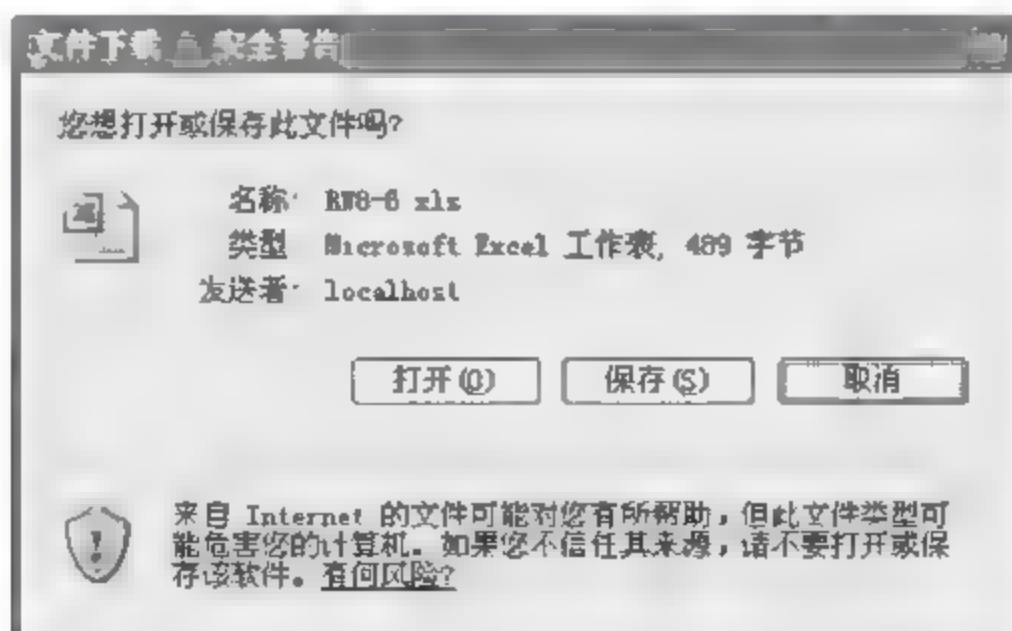 文件下载 - 安全警告
您想打开或保存此文件吗?
名称: RW8-6 xls
类型 Microsoft Excel 工作表, 489 字节
发送者: localhost
打开(O) 保存(S) 取消
来自 Internet 的文件可能对您有所帮助，但此文件类型可
能危害您的计算机。如果您不信任其来源，请不要打开或保
存该软件。有何风险?